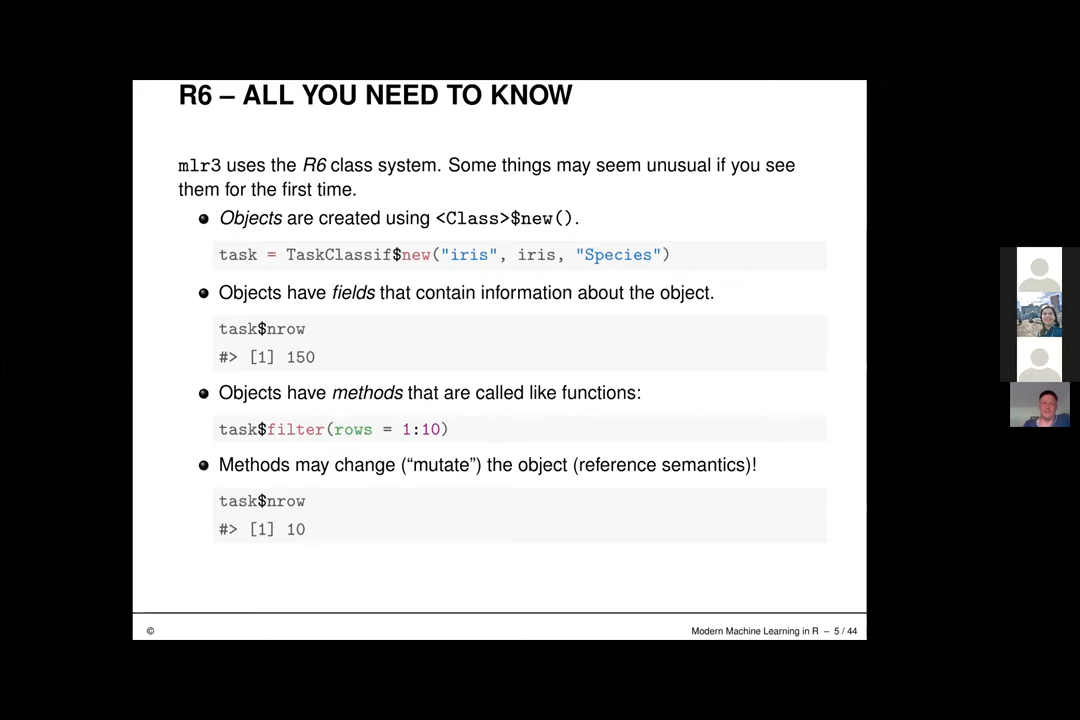 R6 – ALL YOU NEED TO KNOW
mlr3 uses the R6 class system. Some things may seem unusual if you see
them for the first time.
Objects are created using <Class>$new().
task = TaskClassif$new("iris", iris, "Species")
Objects have fields that contain information about the object.
task$nrow
#> [1] 150
Objects have methods that are called like functions:
task$filter(rows = 1:10)
Methods may change (“mutate”) the object (reference semantics)!
task$nrow
#> [1] 10
©
Modern Machine Learning in R – 5 / 44